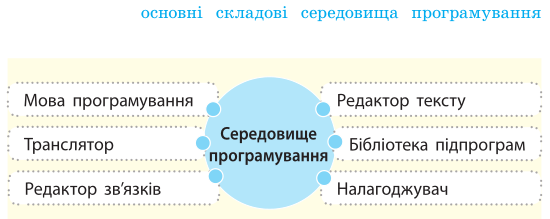 основні складові середовища програмування
Мова програмування
Транслятор
Редактор зв'язків
Середовище
програмування
Редактор тексту
Бібліотека підпрограм
Налагоджувач